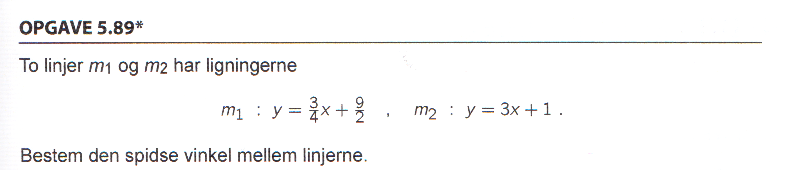 OPGAVE 5.89*
To linjer m1 og m2 har ligningerne
m1 : y = 3/4x + 9/2 , m2 : y = 3x + 1 .
Bestem den spidse vinkel mellem linjerne.